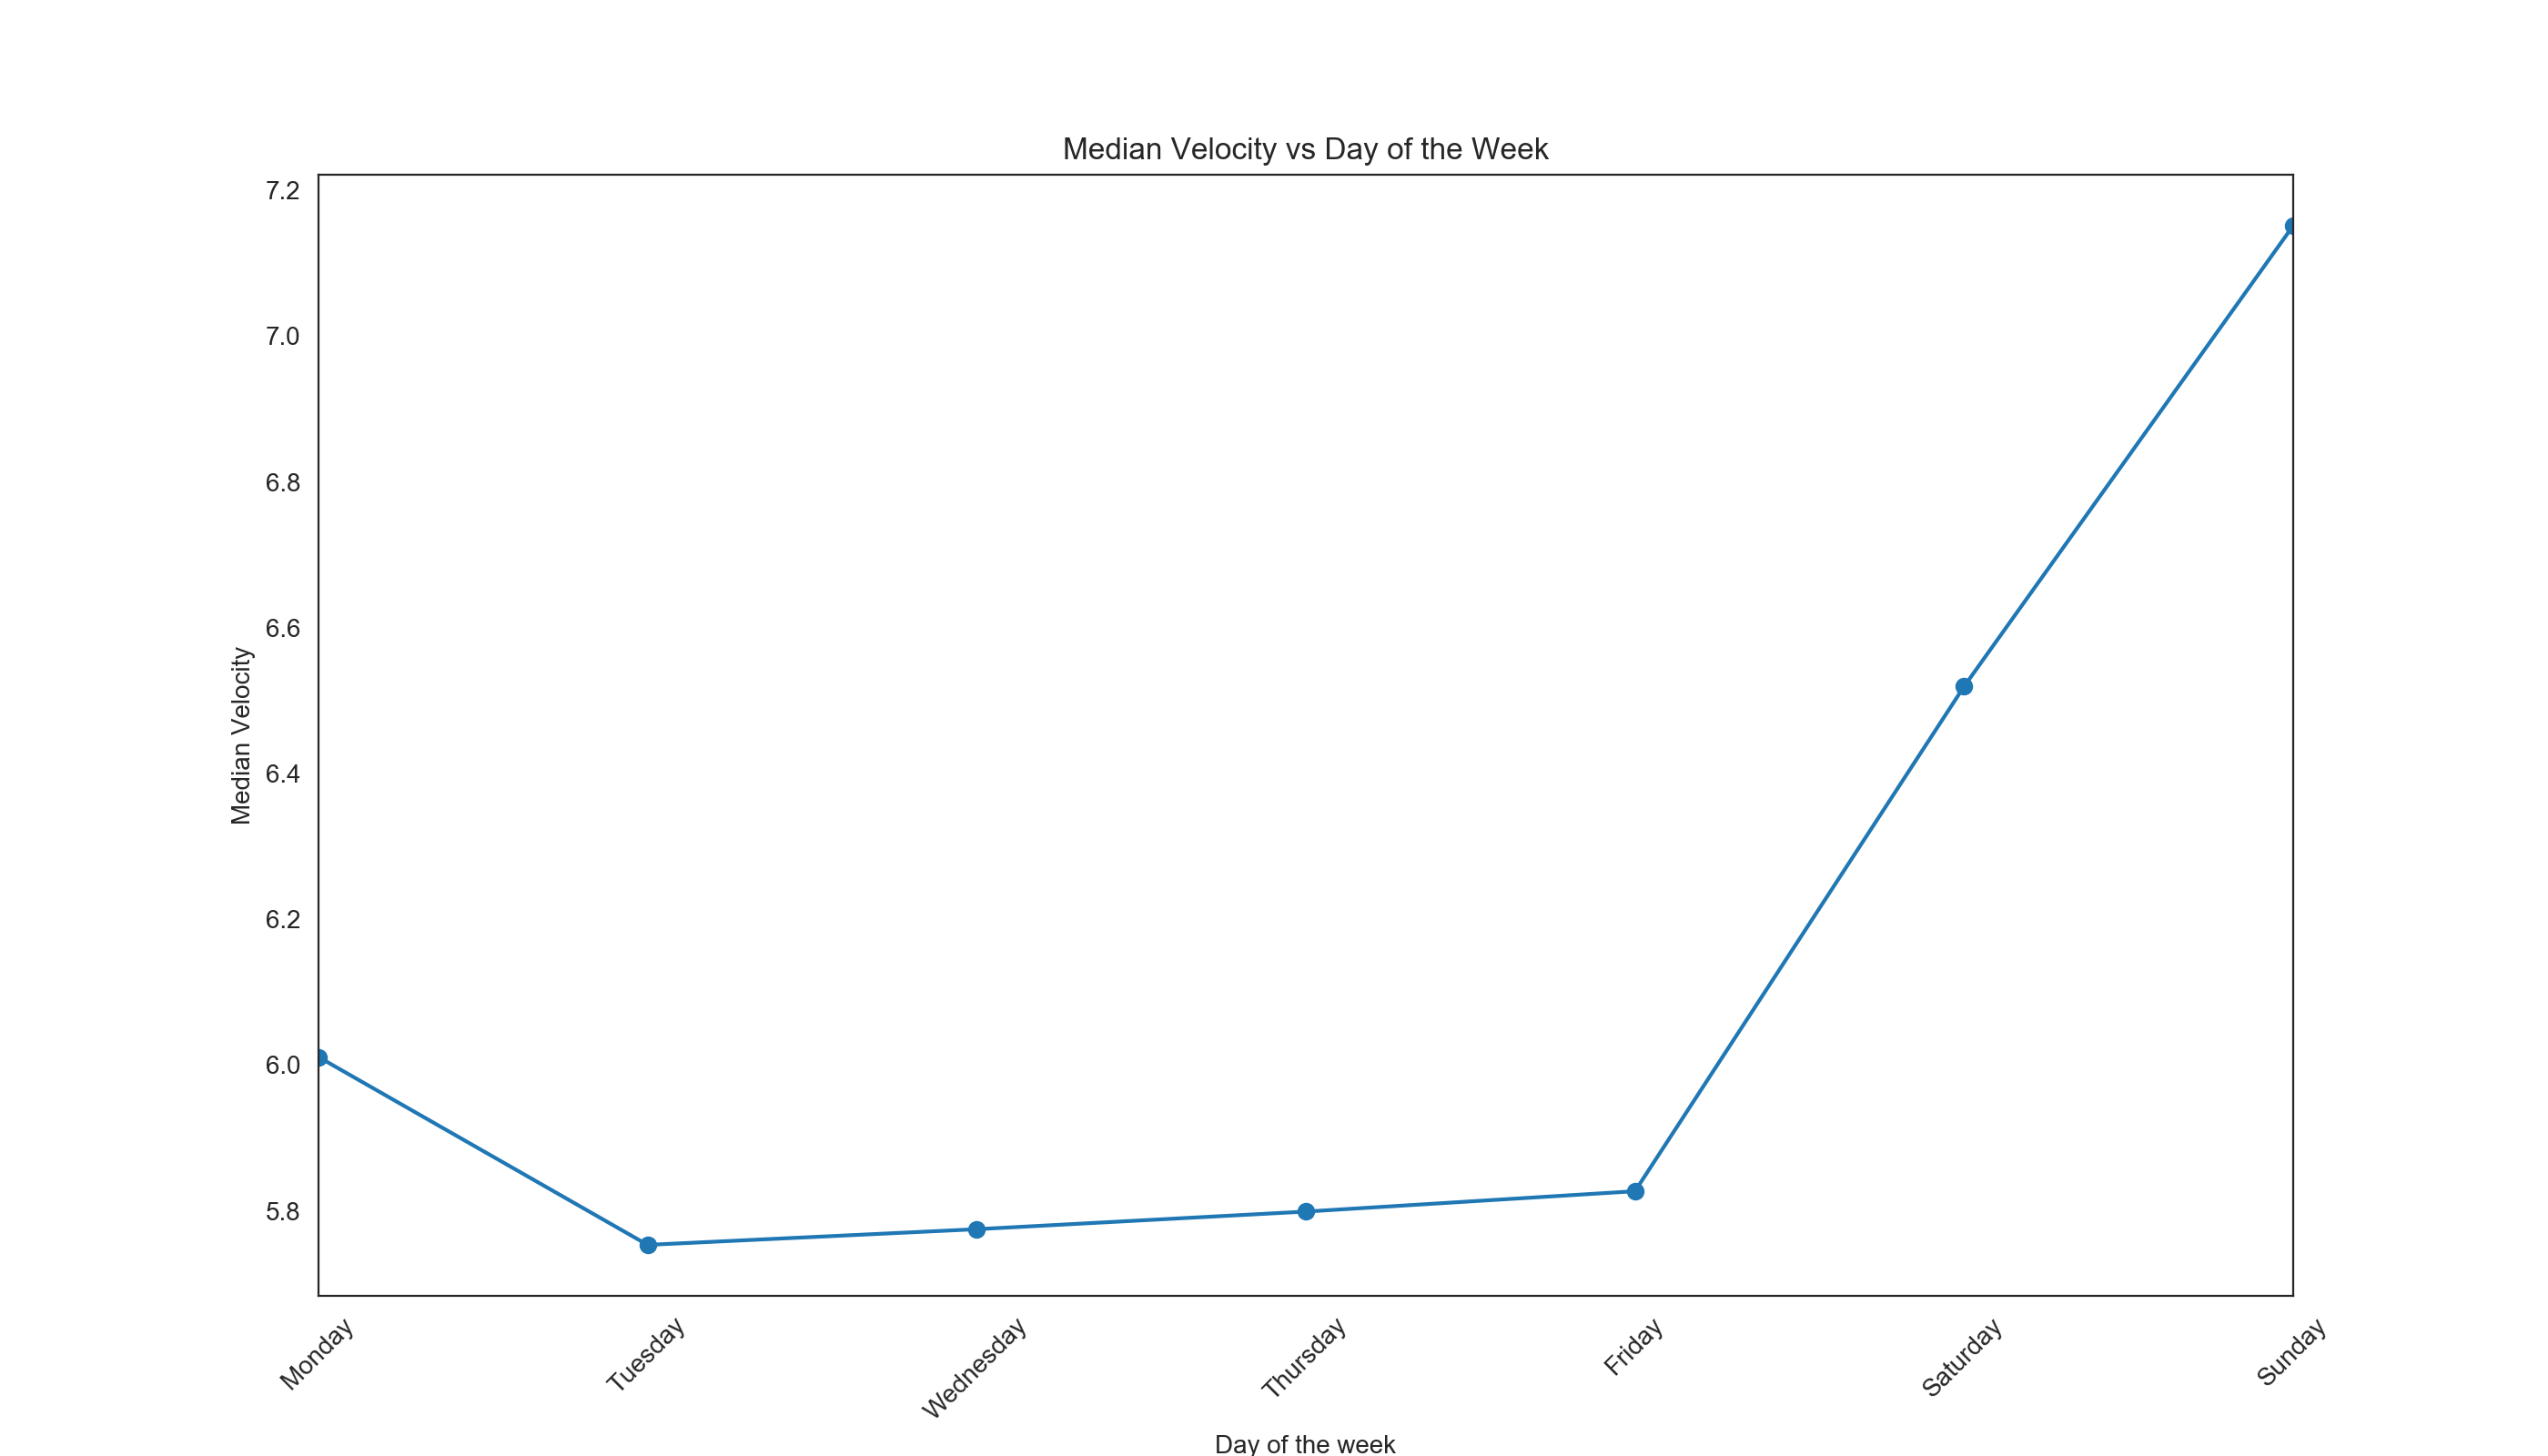 Median Velocity vs Day of the Week
7.2
7.0
6.8
6.6
6.4
6.2
6.0
5.8
Median Velocity
Monday
Tuesday
Wednesday
Thursday
Friday
Saturday
Sunday
Day of the week